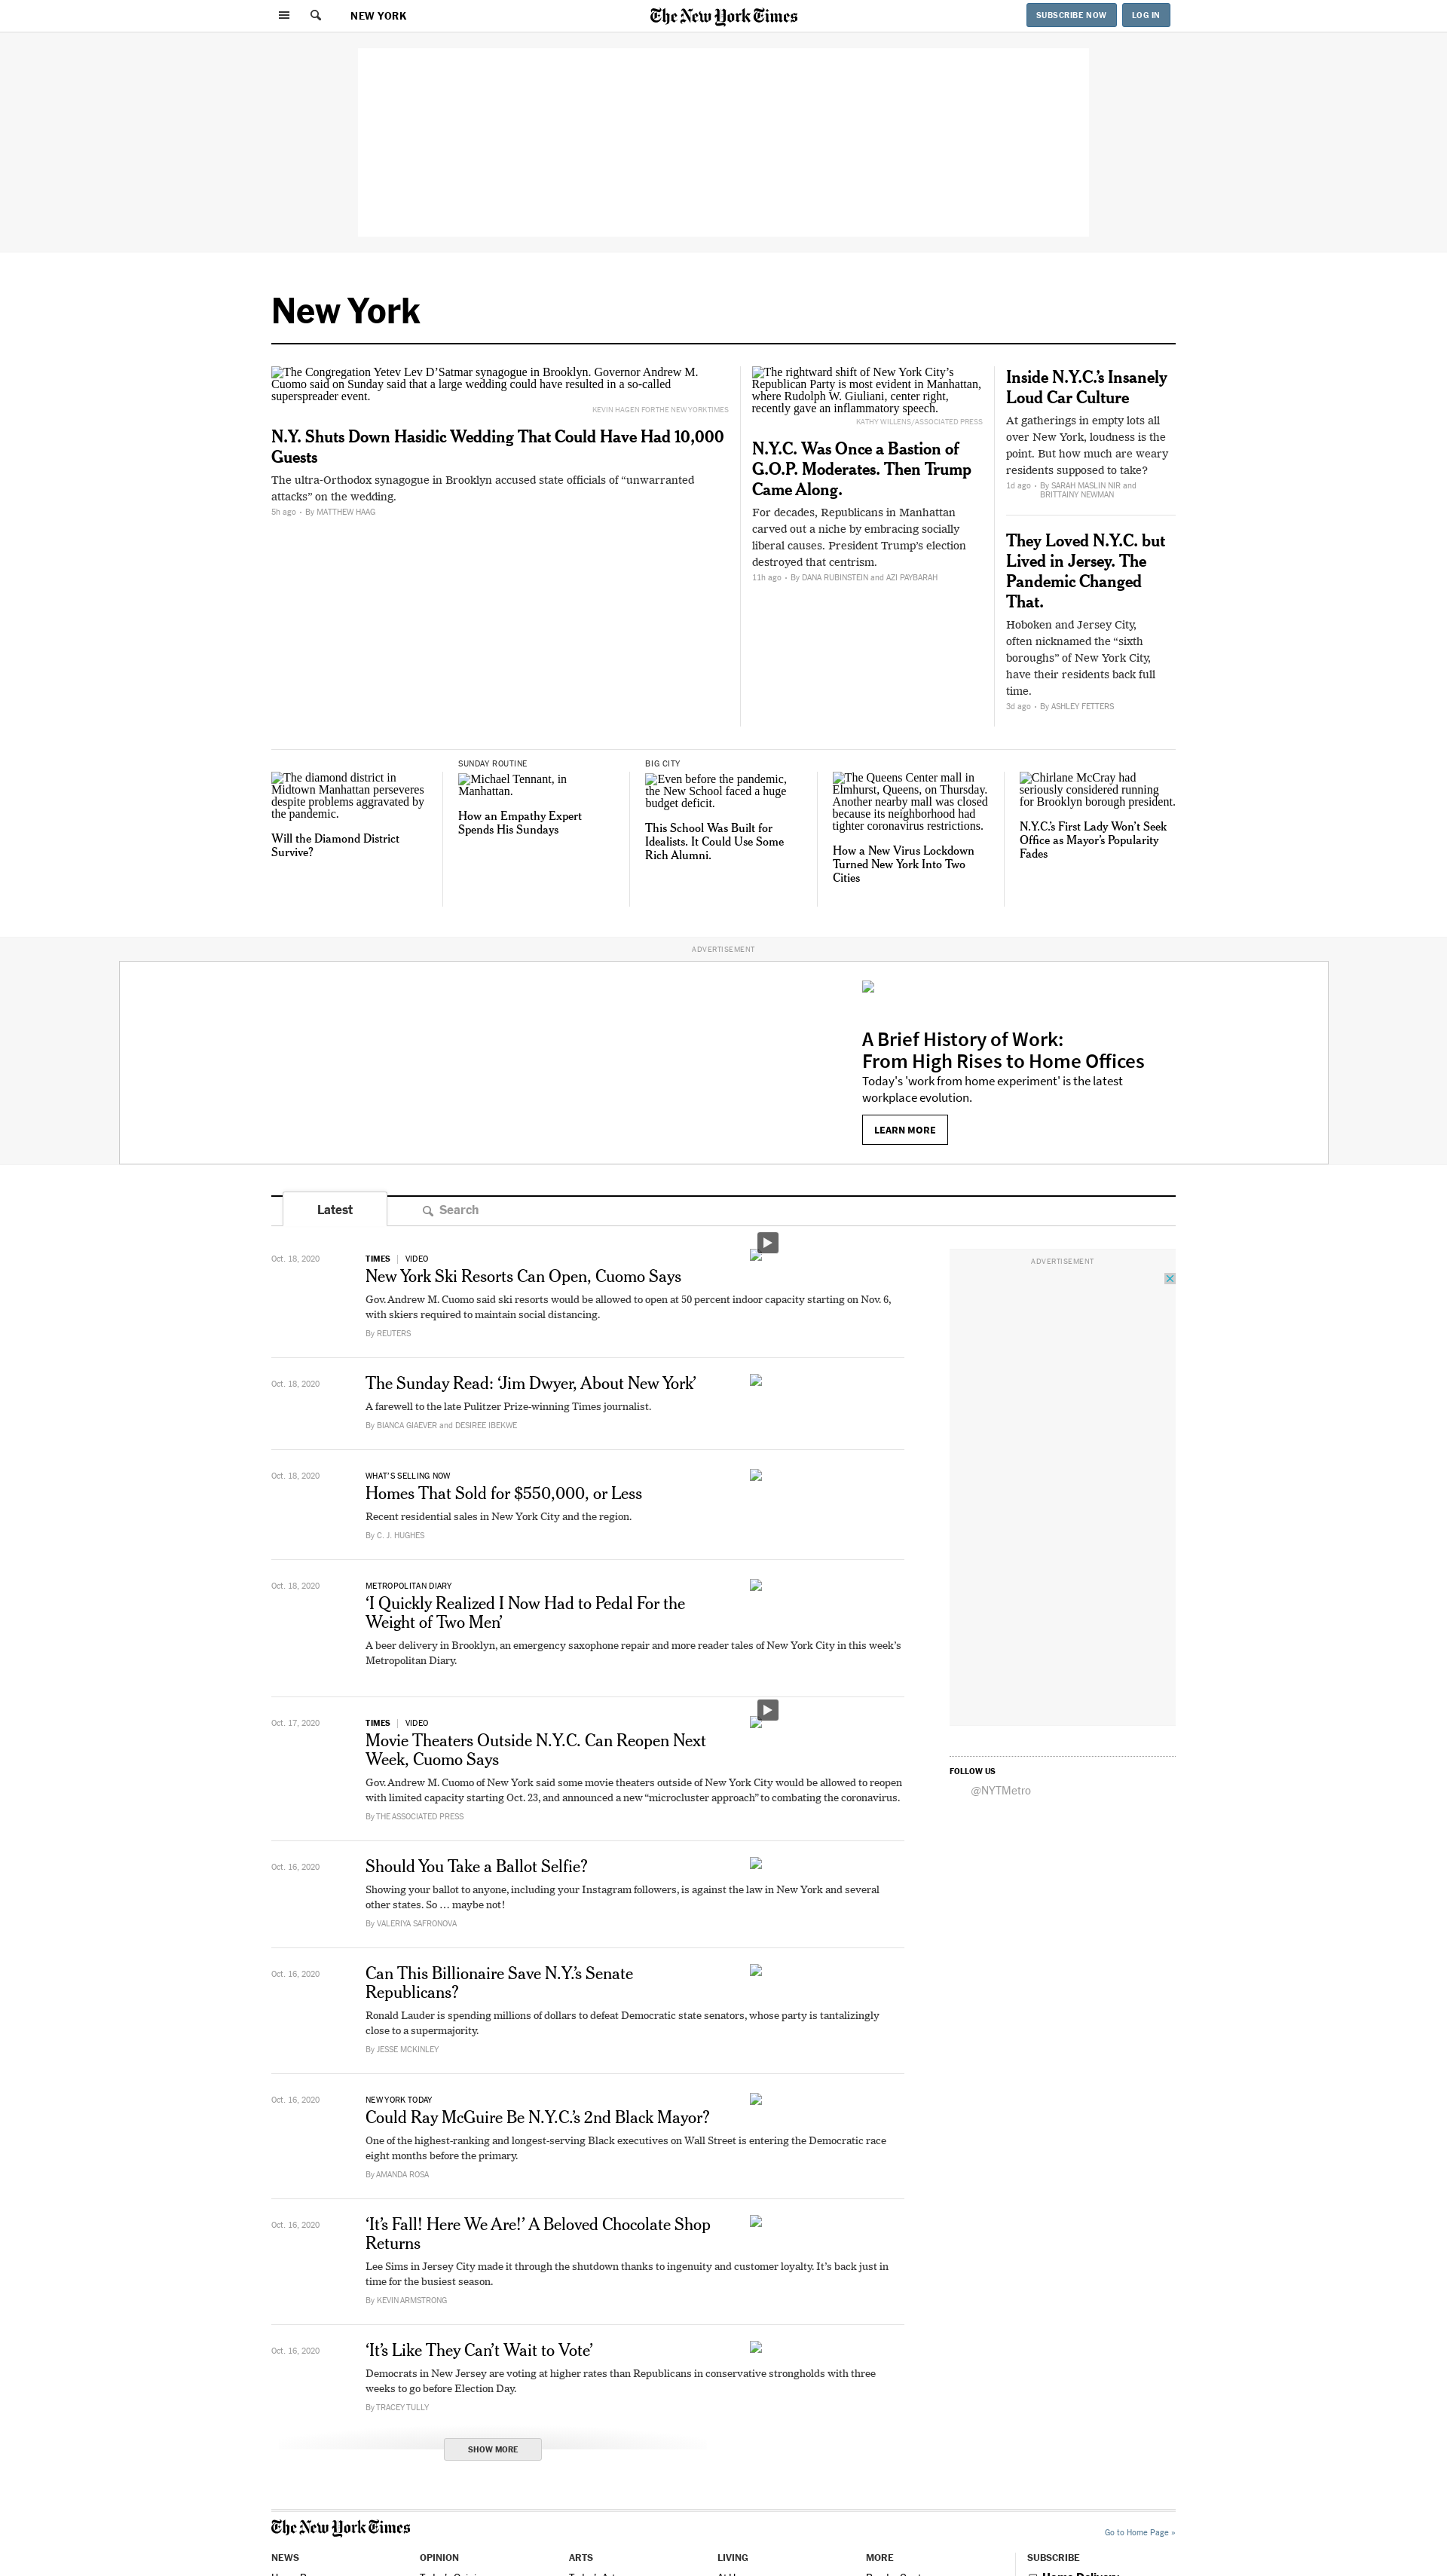 NEW YORK
The New York Times
SUBSCRIBE NOW
LOG IN
New York
The Congregation Yetev Lev D’Satmar synagogue in Brooklyn. Governor Andrew M.
Cuomo said on Sunday said that a large wedding could have resulted in a so-called
superspreader event.
KEVIN HAGEN FOR THE NEW YORK TIMES
N.Y. Shuts Down Hasidic Wedding That Could Have Had 10,000
Guests
The ultra-Orthodox synagogue in Brooklyn accused state officials of “unwarranted
attacks” on the wedding.
5h ago • By MATTHEW HAAG
The rightward shift of New York City’s
Republican Party is most evident in Manhattan,
where Rudolph W. Giuliani, center right,
recently gave an inflammatory speech.
KATHY WILLENS/ASSOCIATED PRESS
N.Y.C. Was Once a Bastion of
G.O.P. Moderates. Then Trump
Came Along.
For decades, Republicans in Manhattan
carved out a niche by embracing socially
liberal causes. President Trump’s election
destroyed that centrism.
11h ago • By DANA RUBINSTEIN and AZI PAYBARAH
Inside N.Y.C.’s Insanely
Loud Car Culture
At gatherings in empty lots all
over New York, loudness is the
point. But how much are weary
residents supposed to take?
1d ago • By SARAH MASLIN NIR and
BRITTAINY NEWMAN
They Loved N.Y.C. but
Lived in Jersey. The
Pandemic Changed
That.
Hoboken and Jersey City,
often nicknamed the “sixth
boroughs” of New York City,
have their residents back full
time.
3d ago • By ASHLEY FETTERS
The diamond district in
Midtown Manhattan perseveres
despite problems aggravated by
the pandemic.
Will the Diamond District
Survive?
SUNDAY ROUTINE
Michael Tennant, in
Manhattan.
How an Empathy Expert
Spends His Sundays
BIG CITY
Even before the pandemic,
the New School faced a huge
budget deficit.
This School Was Built for
Idealists. It Could Use Some
Rich Alumni.
The Queens Center mall in
Elmhurst, Queens, on Thursday.
Another nearby mall was closed
because its neighborhood had
tighter coronavirus restrictions.
How a New Virus Lockdown
Turned New York Into Two
Cities
Chirlane McCray had
seriously considered running
for Brooklyn borough president.
N.Y.C.’s First Lady Won’t Seek
Office as Mayor’s Popularity
Fades
ADVERTISEMENT
A Brief History of Work:
From High Rises to Home Offices
Today's 'work from home experiment' is the latest
workplace evolution.
LEARN MORE
Latest
Search
Oct. 18, 2020
TIMES | VIDEO
New York Ski Resorts Can Open, Cuomo Says
Gov. Andrew M. Cuomo said ski resorts would be allowed to open at 50 percent indoor capacity starting on Nov. 6,
with skiers required to maintain social distancing.
By REUTERS
Oct. 18, 2020
The Sunday Read: ‘Jim Dwyer, About New York’
A farewell to the late Pulitzer Prize-winning Times journalist.
By BIANCA GIAEVER and DESIREE IBEKWE
Oct. 18, 2020
WHAT’S SELLING NOW
Homes That Sold for $550,000, or Less
Recent residential sales in New York City and the region.
By C. J. HUGHES
Oct. 18, 2020
METROPOLITAN DIARY
‘I Quickly Realized I Now Had to Pedal For the
Weight of Two Men’
A beer delivery in Brooklyn, an emergency saxophone repair and more reader tales of New York City in this week’s
Metropolitan Diary.
Oct. 17, 2020
TIMES | VIDEO
Movie Theaters Outside N.Y.C. Can Reopen Next
Week, Cuomo Says
Gov. Andrew M. Cuomo of New York said some movie theaters outside of New York City would be allowed to reopen
with limited capacity starting Oct. 23, and announced a new “microcluster approach” to combating the coronavirus.
By THE ASSOCIATED PRESS
Oct. 16, 2020
Should You Take a Ballot Selfie?
Showing your ballot to anyone, including your Instagram followers, is against the law in New York and several
other states. So … maybe not!
By VALERIYA SAFRONOVA
Oct. 16, 2020
Can This Billionaire Save N.Y.’s Senate
Republicans?
Ronald Lauder is spending millions of dollars to defeat Democratic state senators, whose party is tantalizingly
close to a supermajority.
By JESSE MCKINLEY
Oct. 16, 2020
NEW YORK TODAY
Could Ray McGuire Be N.Y.C.’s 2nd Black Mayor?
One of the highest-ranking and longest-serving Black executives on Wall Street is entering the Democratic race
eight months before the primary.
By AMANDA ROSA
Oct. 16, 2020
‘It’s Fall! Here We Are!’ A Beloved Chocolate Shop
Returns
Lee Sims in Jersey City made it through the shutdown thanks to ingenuity and customer loyalty. It’s back just in
time for the busiest season.
By KEVIN ARMSTRONG
Oct. 16, 2020
‘It’s Like They Can’t Wait to Vote’
Democrats in New Jersey are voting at higher rates than Republicans in conservative strongholds with three
weeks to go before Election Day.
By TRACEY TULLY
SHOW MORE
ADVERTISEMENT
FOLLOW US
@NYTMetro
The New York Times
Go to Home Page »
NEWS
OPINION
ARTS
LIVING
MORE
SUBSCRIBE